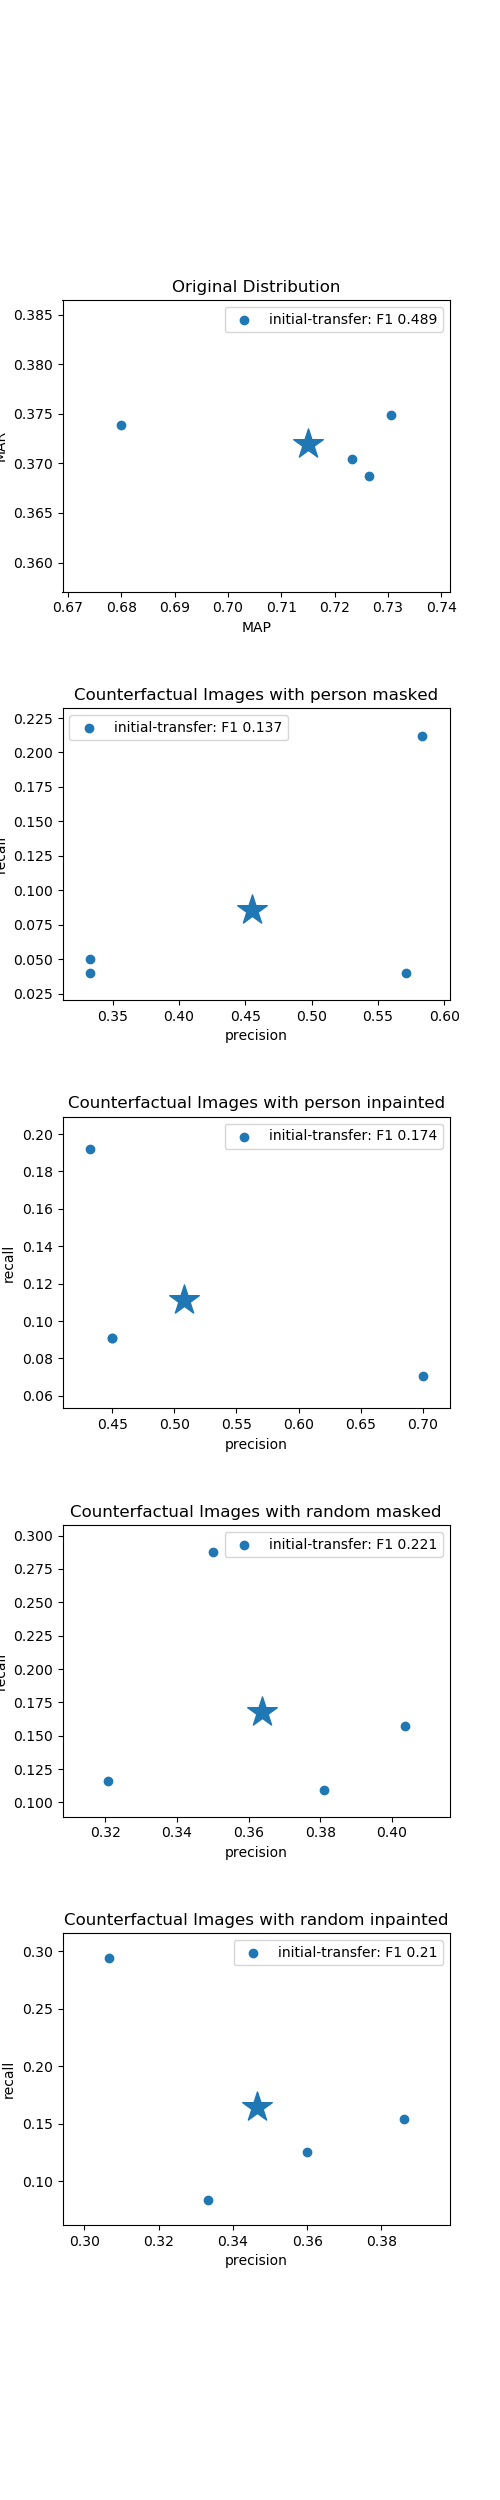 Original Distribution
initial-transfer: F1 0.489
0.385
0.380
0.375
0.370
0.365
0.360
MAR
0.67 0.68 0.69 0.70 0.71 0.72 0.73 0.74
MAP
Counterfactual Images with person masked
initial-transfer: F1 0.137
0.225
0.200
0.175
0.150
0.125
0.100
0.075
0.050
0.025
recall
0.35 0.40 0.45 0.50 0.55 0.60
precision
Counterfactual Images with person inpainted
initial-transfer: F1 0.174
0.20
0.18
0.16
0.14
0.12
0.10
0.08
0.06
recall
0.45 0.50 0.55 0.60 0.65 0.70
precision
Counterfactual Images with random masked
initial-transfer: F1 0.221
0.300
0.275
0.250
0.225
0.200
0.175
0.150
0.125
0.100
recall
0.32 0.34 0.36 0.38 0.40
precision
Counterfactual Images with random inpainted
initial-transfer: F1 0.21
0.30
0.25
0.20
0.15
0.10
recall
0.30 0.32 0.34 0.36 0.38
precision